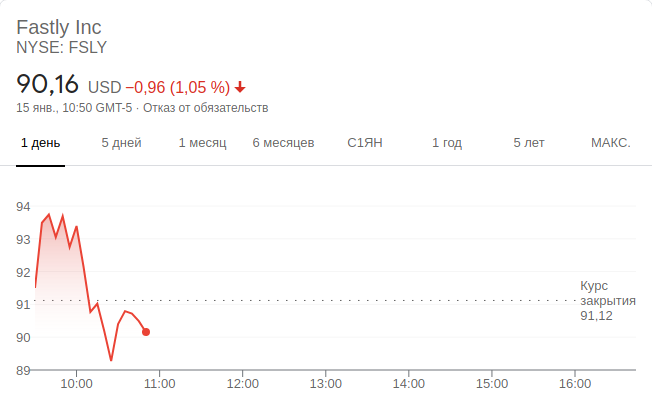 Fastly Inc
NYSE: FSLY
90,16 USD −0,96 (1,05 %)
15 янв., 10:50 GMT-5 · Отказ от обязательств
1 день 5 дней 1 месяц 6 месяцев С1ЯН 1 год 5 лет МАКС.
94
93
92
91
90
89
Курс
закрытия
91,12
10:00 11:00 12:00 13:00 14:00 15:00 16:00